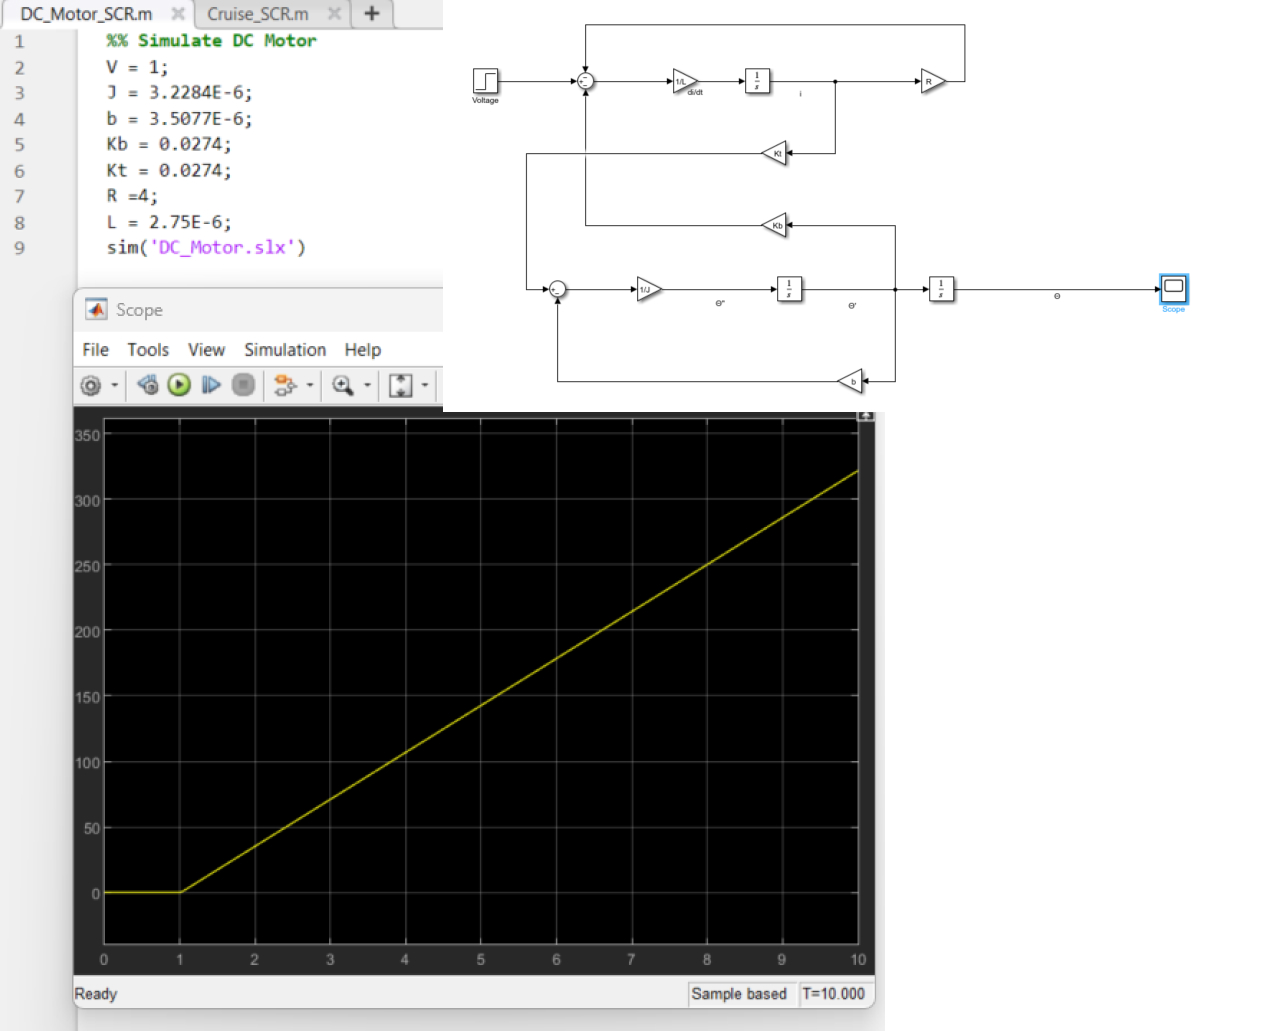 DC_Motor_SCR.m Cruise_SCR.m
1 %% Simulate DC Motor
2 V = 1;
3 J = 3.2284E-6;
4 b = 3.5077E-6;
5 Kb = 0.0274;
6 Kt = 0.0274;
7 R =4;
8 L = 2.75E-6;
9 sim('DC_Motor.slx')
Voltage
1/L
di/dt
1
s
i
R
Kt
Kb
1/J
Θ''
1
s
Θ'
1
s
Θ
Scope
b
Scope
File Tools View Simulation Help
350
300
250
200
150
100
50
0
0 1 2 3 4 5 6 7 8 9 10
Ready Sample based T=10.000